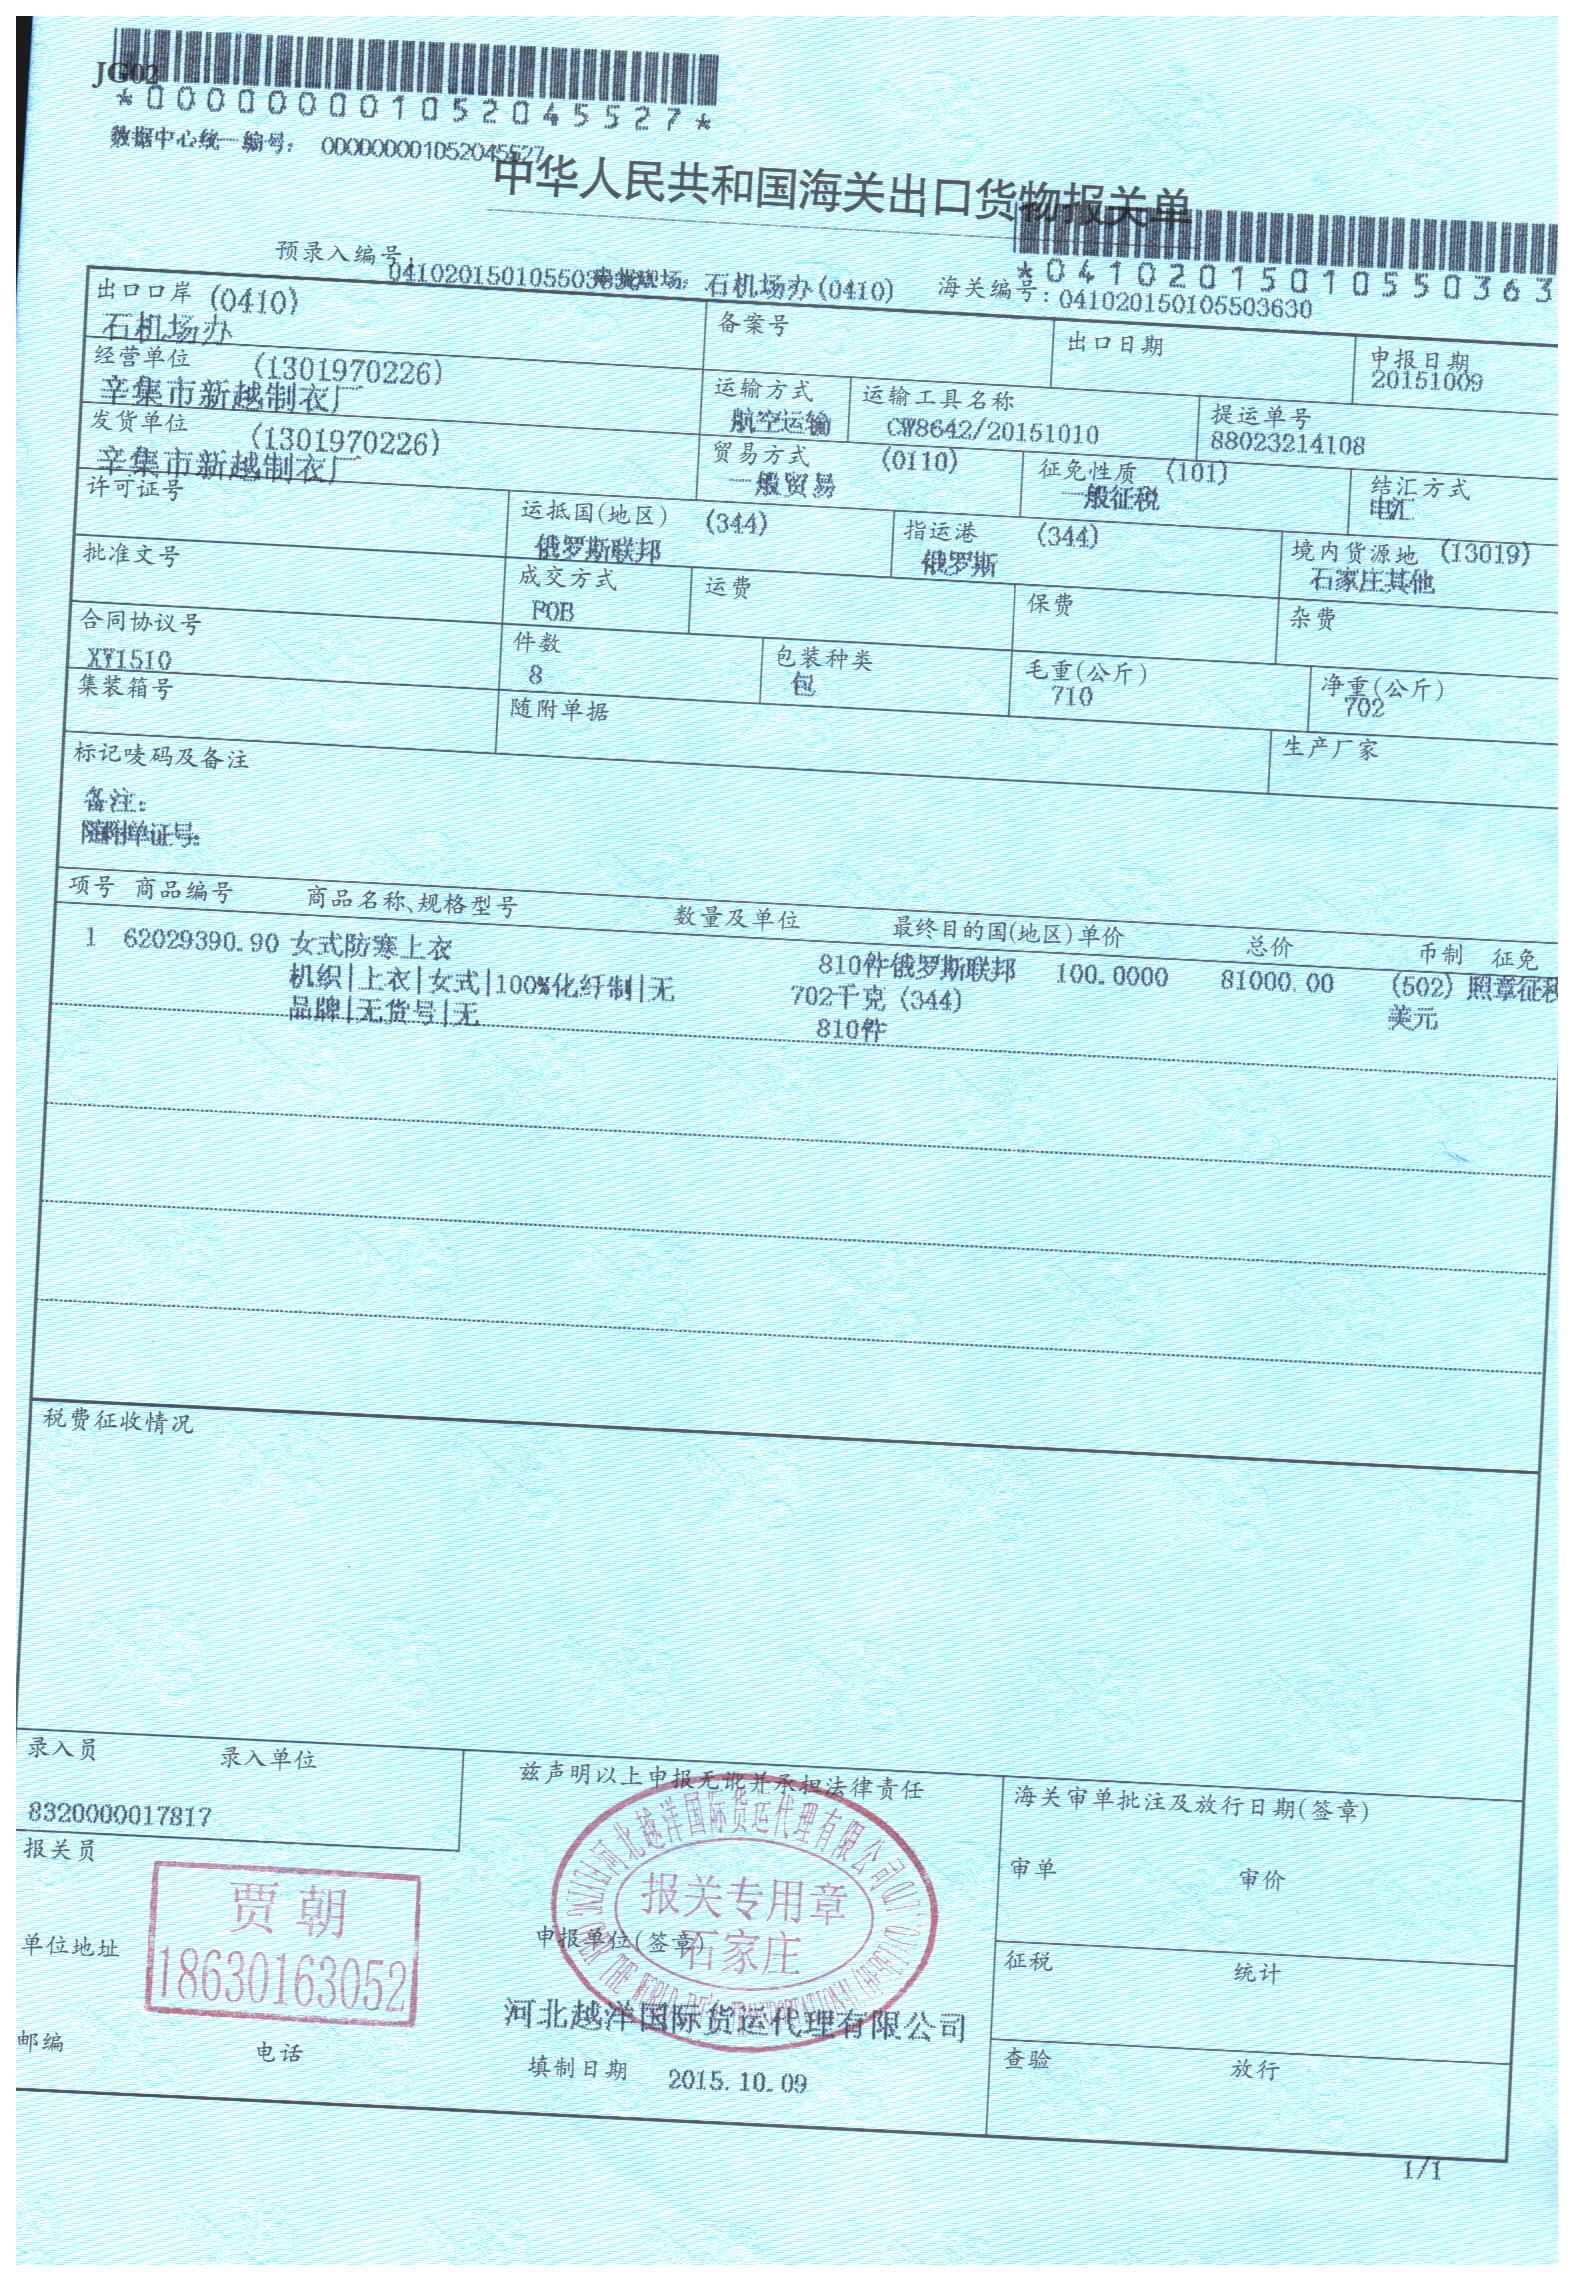 JG02
*000000001052045527*
数据中心统一编号： 000000001052045527
中华人民共和国海关出口货物报关单
*04102015010550363
预录入编号： 041020150105503630 申报现场：石机场办(0410) 海关编号：041020150105503630
出口口岸 (0410) 备案号 出口日期 申报日期
石机场办 20151009
经营单位 (1301970226) 运输方式 运输工具名称 提运单号
辛集市新越制衣厂 航空运输 CW8642/20151010 88023214108
发货单位 (1301970226) 贸易方式 (0110) 征免性质 (101) 结汇方式
辛集市新越制衣厂 一般贸易 一般征税 电汇
许可证号 运抵国(地区) (344) 指运港 (344) 境内货源地 (13019)
俄罗斯联邦 俄罗斯 石家庄其他
批准文号 成交方式 运费 保费 杂费
FOB
合同协议号 件数 包装种类 毛重(公斤) 净重(公斤)
XY1510 8 包 710 702
集装箱号 随附单据 生产厂家
标记唛码及备注
备注：
随附单证号：
项号 商品编号 商品名称、规格型号 数量及单位 最终目的国(地区)单价 总价 币制 征免
1 62029390.90 女式防寒上衣 810件俄罗斯联邦 100.0000 81000.00 (502) 照章征税
机织|上衣|女式|100%化纤制|无 702千克 (344) 美元
品牌|无货号|无 810件
税费征收情况
录入员 录入单位 兹声明以上申报无讹并承担法律责任 海关审单批注及放行日期(签章)
8320000017817
报关员 审单 审价
贾朝
18630163052
河北越洋国际货运代理有限公司
报关专用章
石家庄
单位地址 申报单位(签章) 征税 统计
河北越洋国际货运代理有限公司
邮编 电话 填制日期 2015.10.09 查验 放行
1/1